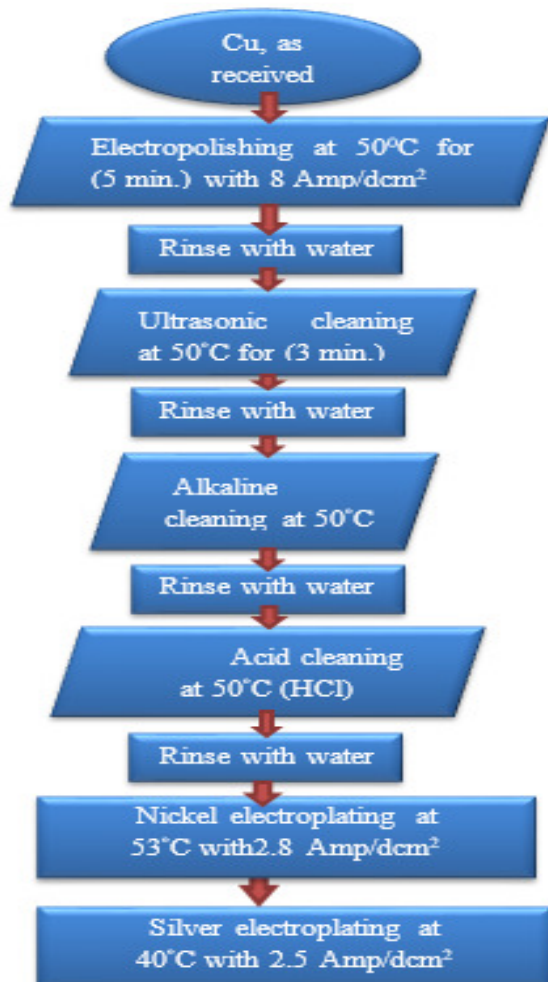 Cu, as
received
Electropolishing at 50⁰C for
(5 min.) with 8 Amp/dcm²
Rinse with water
Ultrasonic cleaning
at 50˚C for (3 min.)
Rinse with water
Alkaline
cleaning at 50˚C
Rinse with water
Acid cleaning
at 50˚C (HCl)
Rinse with water
Nickel electroplating at
53˚C with2.8 Amp/dcm²
Silver electroplating at
40˚C with 2.5 Amp/dcm²